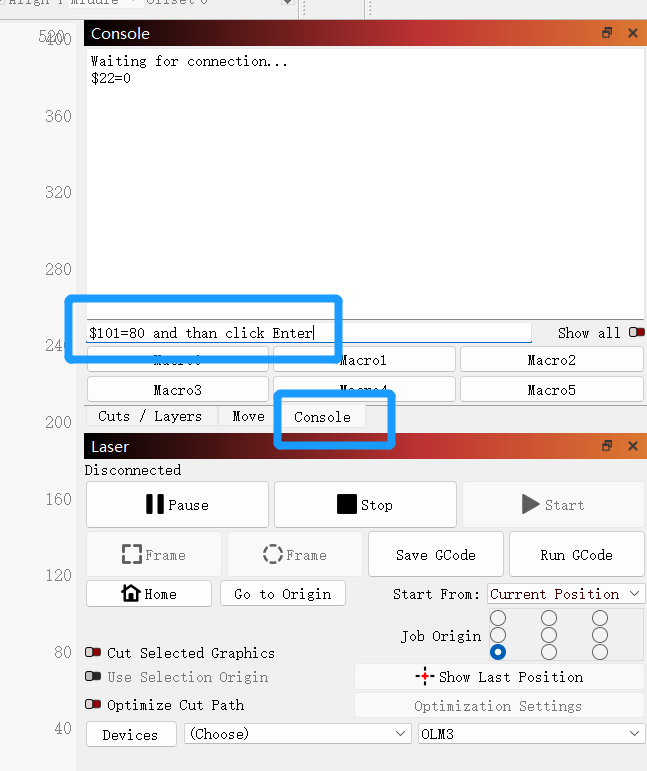 Align Y Middle Offset 0
Console
520
400
Waiting for connection...
$22=0
360
320
280
240
$101=80 and than click Enter
Show all
Macro0 Macro1 Macro2
Macro3 Macro4 Macro5
200
Cuts / Layers Move Console
Laser
Disconnected
160
Pause Stop Start
120
Frame Frame Save GCode Run GCode
Home Go to Origin Start From: Current Position
Job Origin
80
Cut Selected Graphics
Use Selection Origin Show Last Position
Optimize Cut Path Optimization Settings
40
Devices (Choose) OLM3